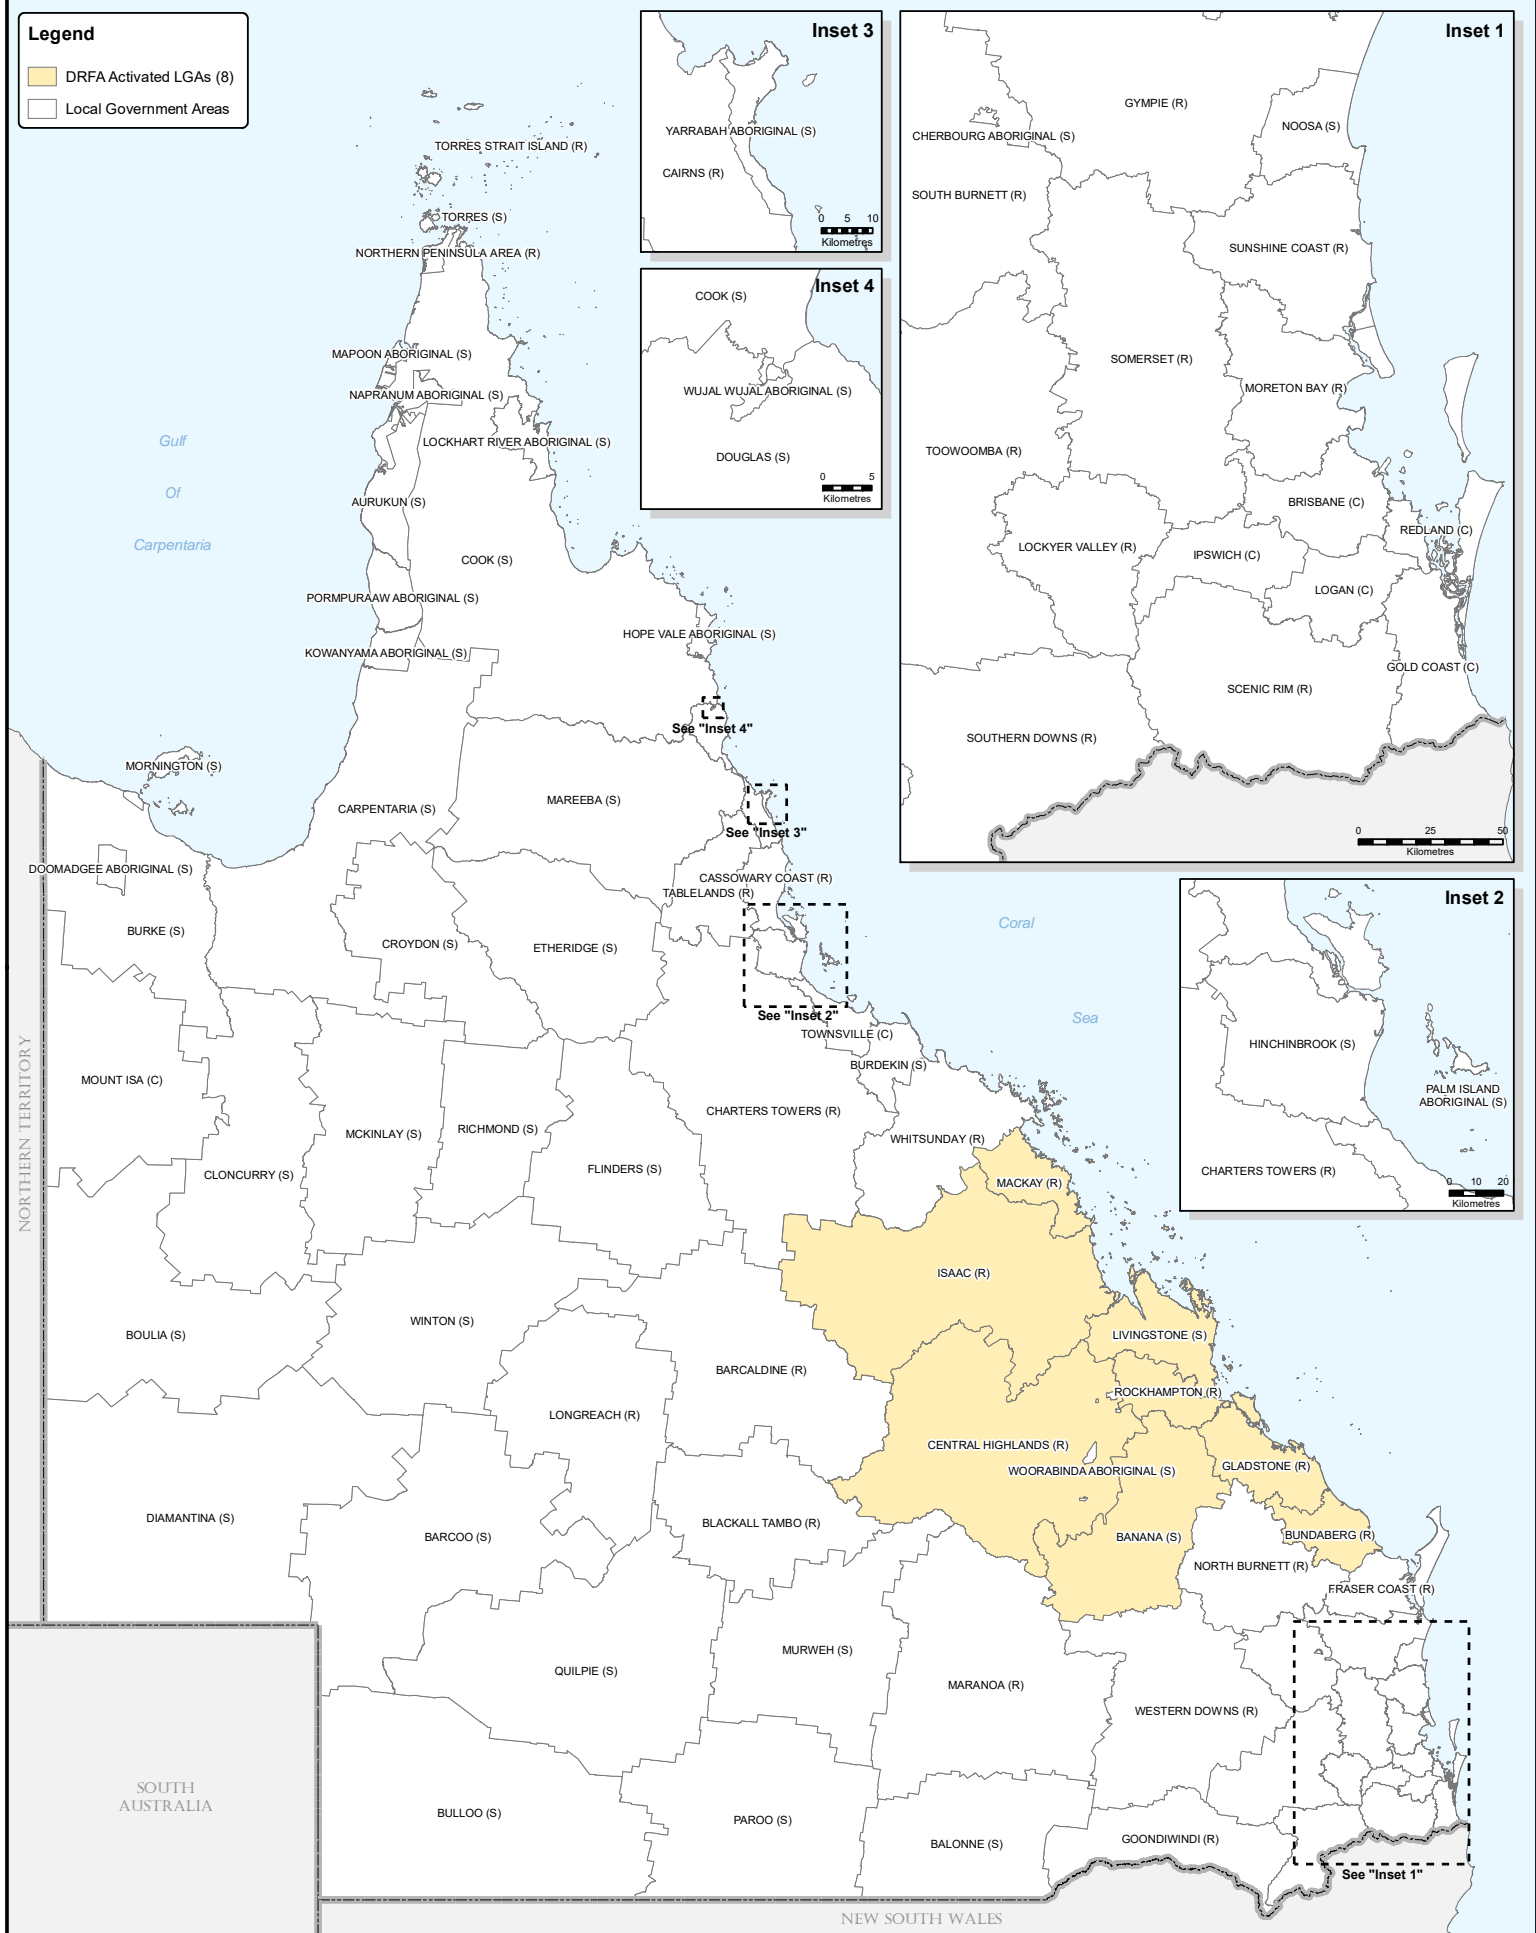 Legend
DRFA Activated LGAs (8)
Local Government Areas
Inset 3
YARRABAH ABORIGINAL (S)
CAIRNS (R)
0 5 10
Kilometres
Inset 4
COOK (S)
WUJAL WUJAL ABORIGINAL (S)
DOUGLAS (S)
0 5
Kilometres
Inset 1
GYMPIE (R)
NOOSA (S)
CHERBOURG ABORIGINAL (S)
SOUTH BURNETT (R)
SUNSHINE COAST (R)
SOMERSET (R)
MORETON BAY (R)
TOOWOOMBA (R)
BRISBANE (C)
REDLAND (C)
LOCKYER VALLEY (R)
IPSWICH (C)
LOGAN (C)
GOLD COAST (C)
SCENIC RIM (R)
SOUTHERN DOWNS (R)
0 25 50
Kilometres
Inset 2
HINCHINBROOK (S)
PALM ISLAND
ABORIGINAL (S)
CHARTERS TOWERS (R)
0 10 20
Kilometres
TORRES STRAIT ISLAND (R)
TORRES (S)
NORTHERN PENINSULA AREA (R)
MAPOON ABORIGINAL (S)
NAPRANUM ABORIGINAL (S)
LOCKHART RIVER ABORIGINAL (S)
Gulf
Of
Carpentaria
AURUKUN (S)
COOK (S)
PORMPURAAW ABORIGINAL (S)
HOPE VALE ABORIGINAL (S)
KOWANYAMA ABORIGINAL (S)
See "Inset 4"
MORNINGTON (S)
CARPENTARIA (S)
MAREEBA (S)
See "Inset 3"
DOOMADGEE ABORIGINAL (S)
CASSOWARY COAST (R)
TABLELANDS (R)
BURKE (S)
CROYDON (S)
ETHERIDGE (S)
Coral
Sea
See "Inset 2"
TOWNSVILLE (C)
BURDEKIN (S)
NORTHERN TERRITORY
MOUNT ISA (C)
CHARTERS TOWERS (R)
MCKINLAY (S)
RICHMOND (S)
WHITSUNDAY (R)
CLONCURRY (S)
FLINDERS (S)
MACKAY (R)
ISAAC (R)
BOULIA (S)
WINTON (S)
LIVINGSTONE (S)
BARCALDINE (R)
ROCKHAMPTON (R)
LONGREACH (R)
CENTRAL HIGHLANDS (R)
WOORABINDA ABORIGINAL (S)
GLADSTONE (R)
DIAMANTINA (S)
BARCOO (S)
BLACKALL TAMBO (R)
BANANA (S)
BUNDABERG (R)
NORTH BURNETT (R)
FRASER COAST (R)
QUILPIE (S)
MURWEH (S)
MARANOA (R)
WESTERN DOWNS (R)
SOUTH
AUSTRALIA
BULLOO (S)
PAROO (S)
BALONNE (S)
GOONDIWINDI (R)
See "Inset 1"
NEW SOUTH WALES